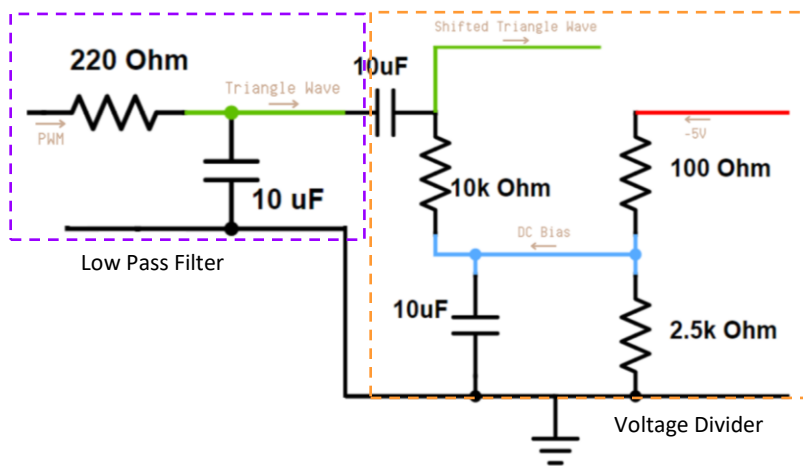 Shifted Triangle Wave
220 Ohm
10uF
Triangle Wave
PWM
-5V
10k Ohm
100 Ohm
10 uF
DC Bias
Low Pass Filter
10uF
2.5k Ohm
Voltage Divider